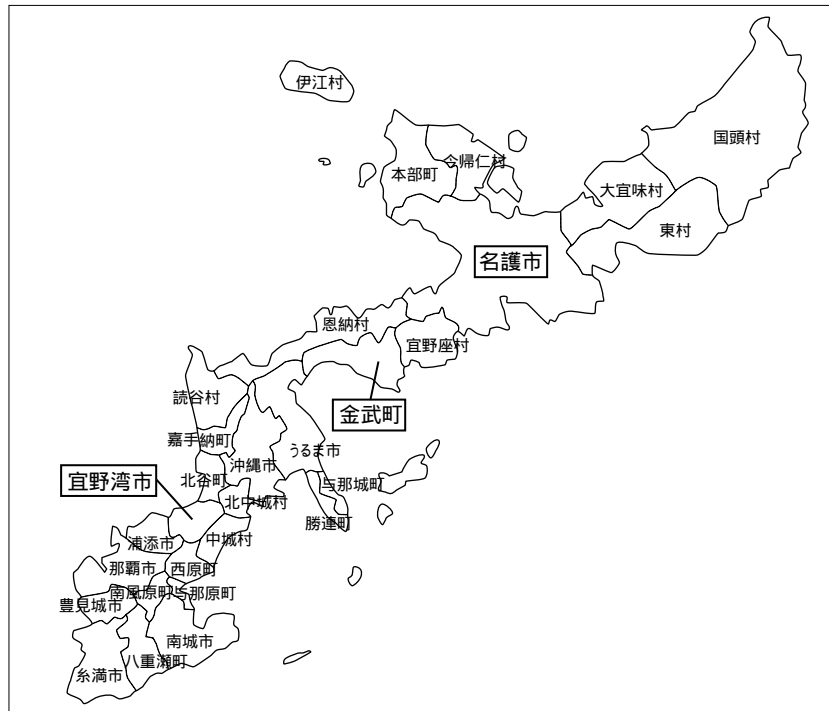 伊江村
国頭村
今帰仁村
本部町
大宜味村
東村
名護市
恩納村
宜野座村
読谷村
金武町
嘉手納町
うるま市
沖縄市
宜野湾市
北谷町
与那城町
北中城村
勝連町
浦添市
中城村
那覇市
西原町
南風原町
与那原町
豊見城市
南城市
八重瀬町
糸満市